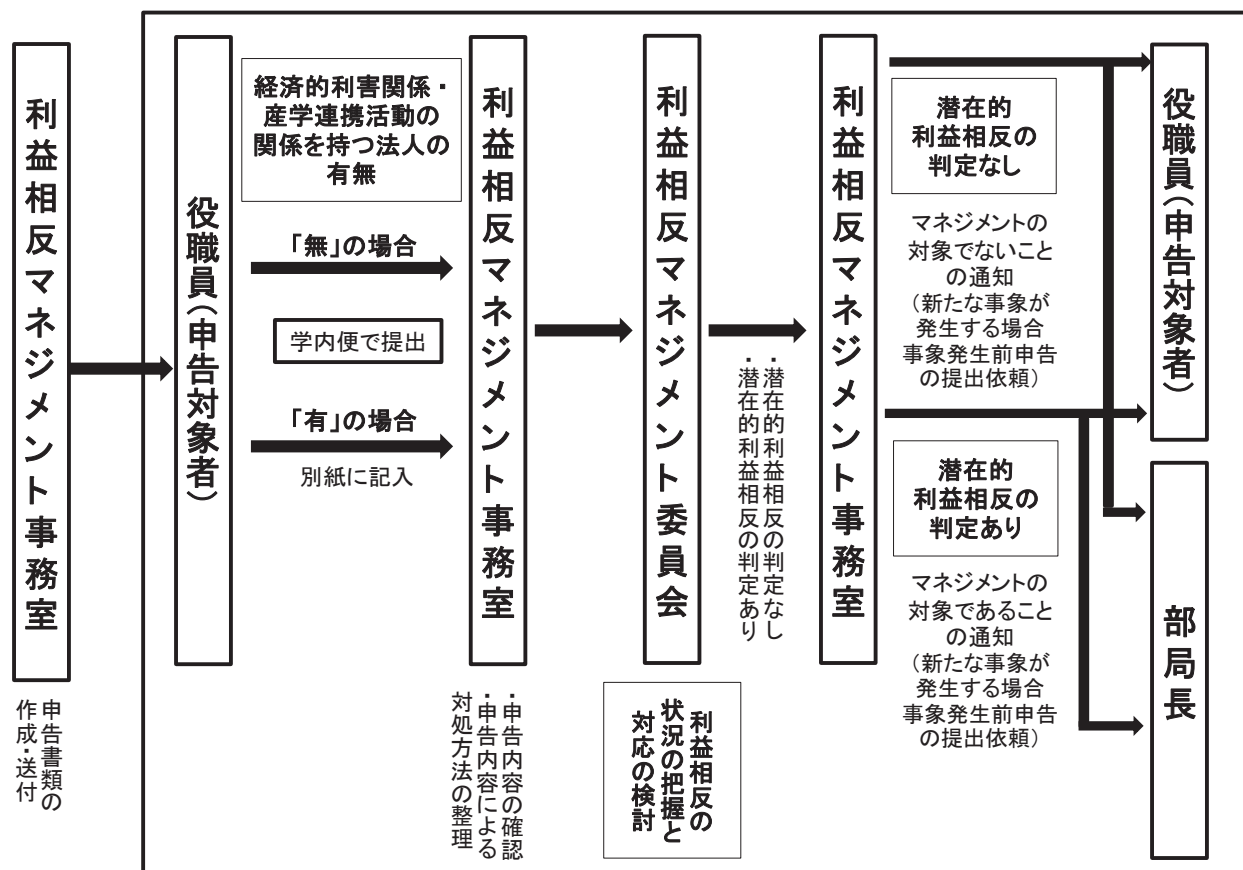 利益相反マネジメント事務室
申告書類の
作成・送付
役職員(申告対象者)
経済的利害関係・
産学連携活動の
関係を持つ法人の
有無
「無」の場合
学内便で提出
「有」の場合
別紙に記入
利益相反マネジメント事務室
・申告内容の確認
・申告内容による
対処方法の整理
利益相反マネジメント委員会
利益相反の
状況の把握と
対応の検討
・潜在的利益相反の判定なし
・潜在的利益相反の判定あり
利益相反マネジメント事務室
潜在的
利益相反の
判定なし
マネジメントの
対象でないこと
の通知
(新たな事象が
発生する場合
事象発生前申告
の提出依頼)
潜在的
利益相反の
判定あり
マネジメントの
対象であること
の通知
(新たな事象が
発生する場合
事象発生前申告
の提出依頼)
役職員(申告対象者)
部局長